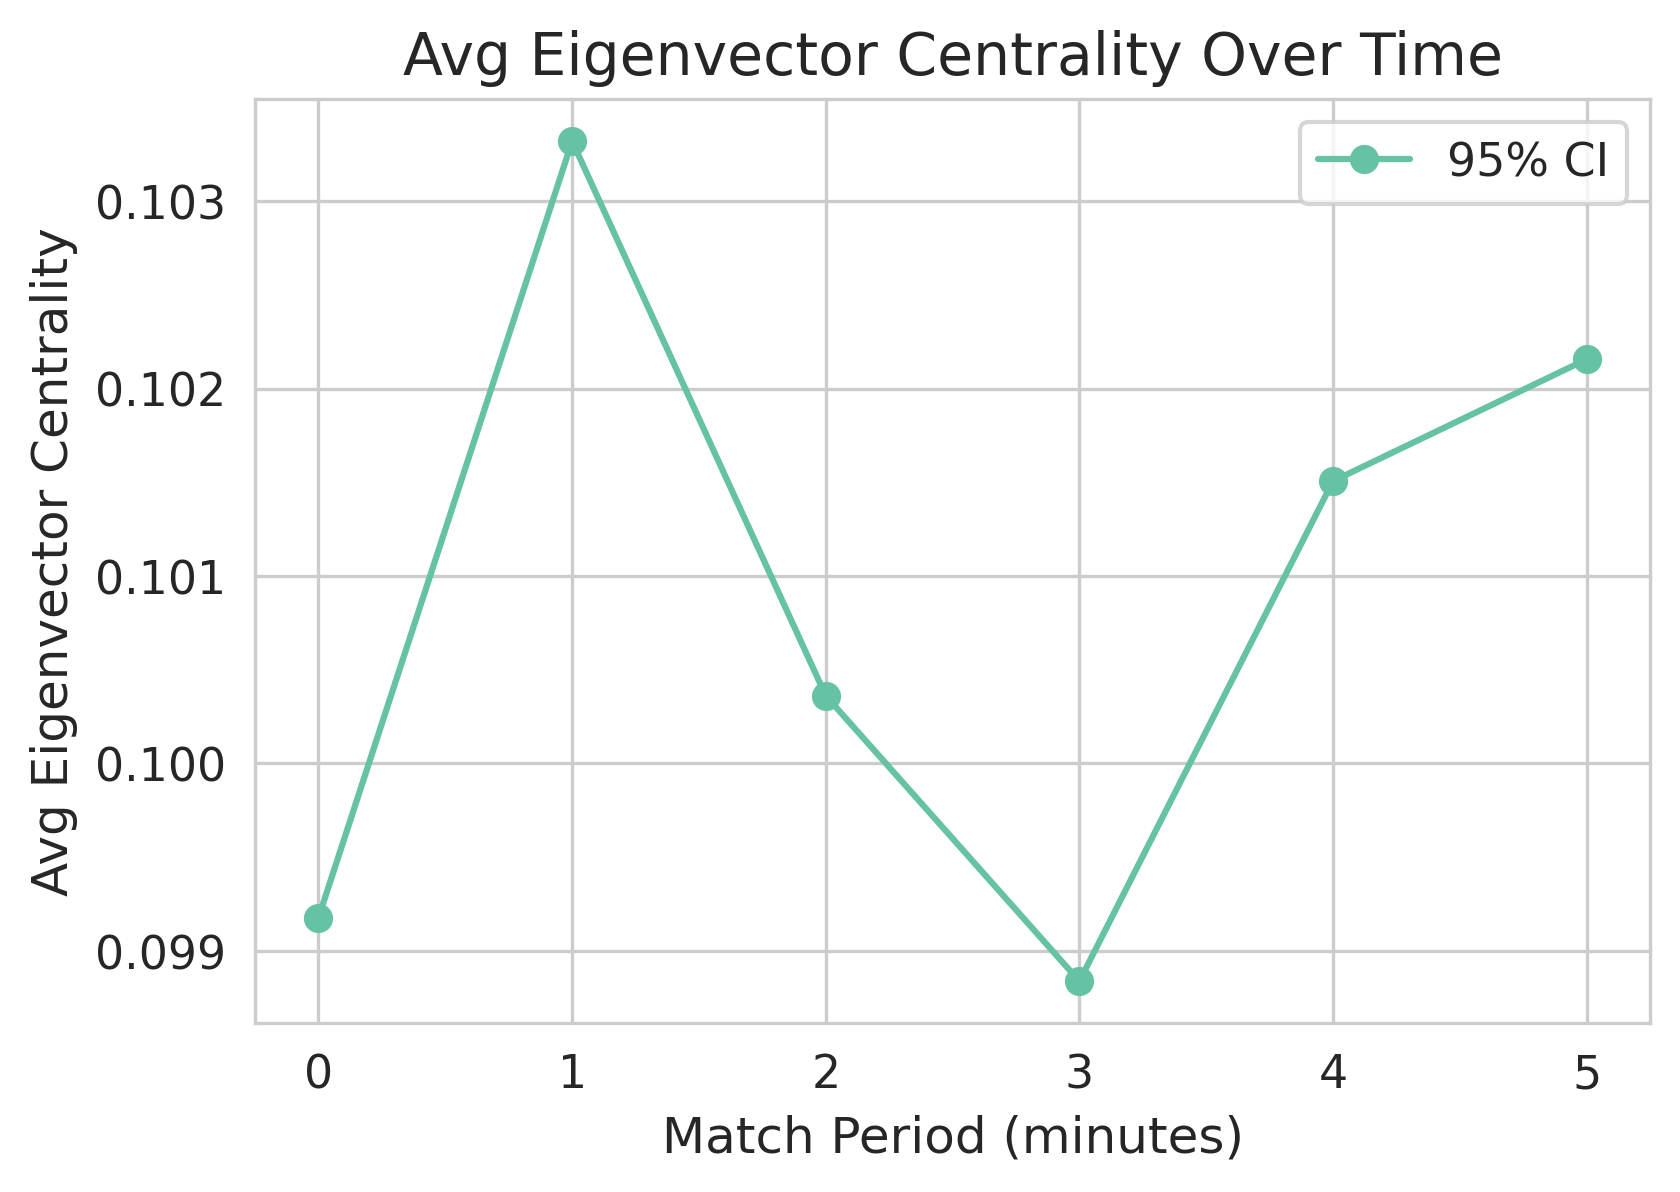 Avg Eigenvector Centrality Over Time
95% CI
Avg Eigenvector Centrality
0.103
0.102
0.101
0.100
0.099
0 1 2 3 4 5
Match Period (minutes)